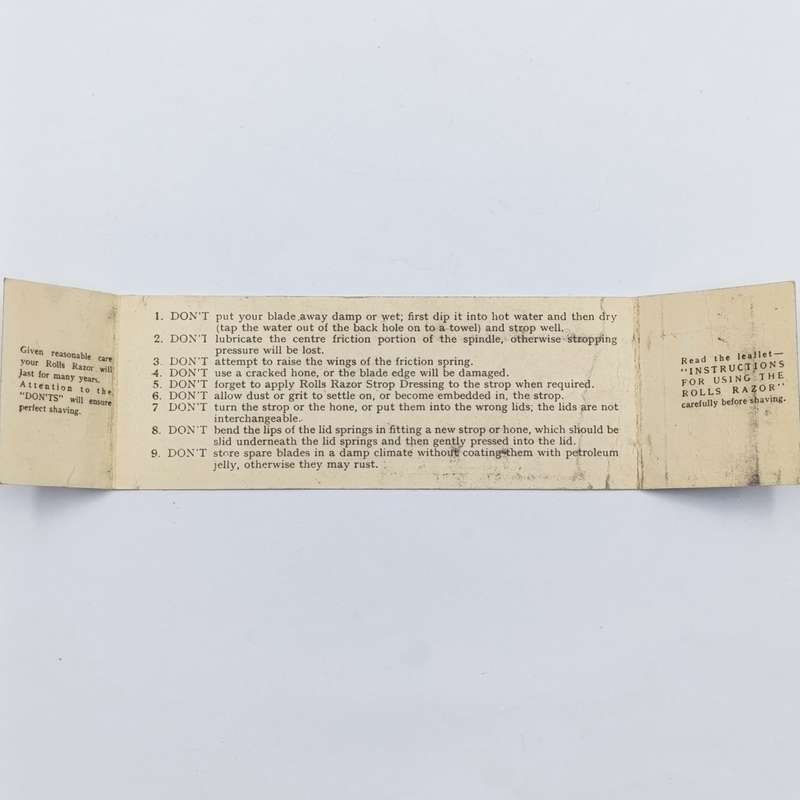 Given reasonable care
your Rolls Razor will
last for many years.
Attention to the
"DON'TS" will ensure
perfect shaving.
1. DON'T put your blade away damp or wet; first dip it into hot water and then dry
(tap the water out of the back hole on to a towel) and strop well.
2. DON'T lubricate the centre friction portion of the spindle, otherwise stropping
pressure will be lost.
3. DON'T attempt to raise the wings of the friction spring.
4. DON'T use a cracked hone, or the blade edge will be damaged.
5. DON'T forget to apply Rolls Razor Strop Dressing to the strop when required.
6. DON'T allow dust or grit to settle on, or become embedded in, the strop.
7 DON'T turn the strop or the hone, or put them into the wrong lids; the lids are not
interchangeable.
8. DON'T bend the lips of the lid springs in fitting a new strop or hone, which should be
slid underneath the lid springs and then gently pressed into the lid.
9. DON'T store spare blades in a damp climate without coating them with petroleum
jelly, otherwise they may rust.
Read the leaflet—
"INSTRUCTIONS
FOR USING THE
ROLLS RAZOR"
carefully before shaving.